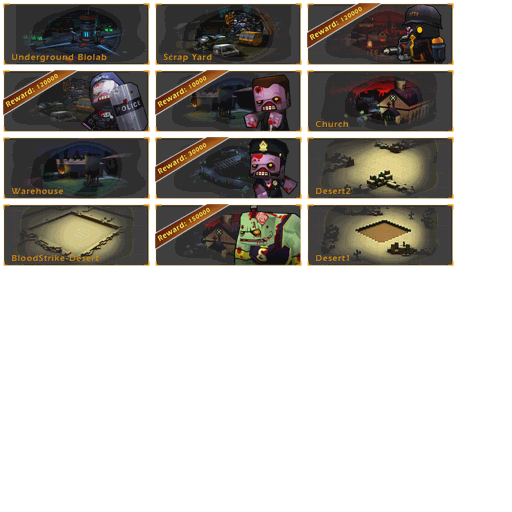 Underground Biolab
Scrap Yard
Reward: 120000
Reward: 120000
POLICE
Reward: 10000
Church
Warehouse
Reward: 30000
Desert2
BloodStrike-Desert
Reward: 150000
Desert1